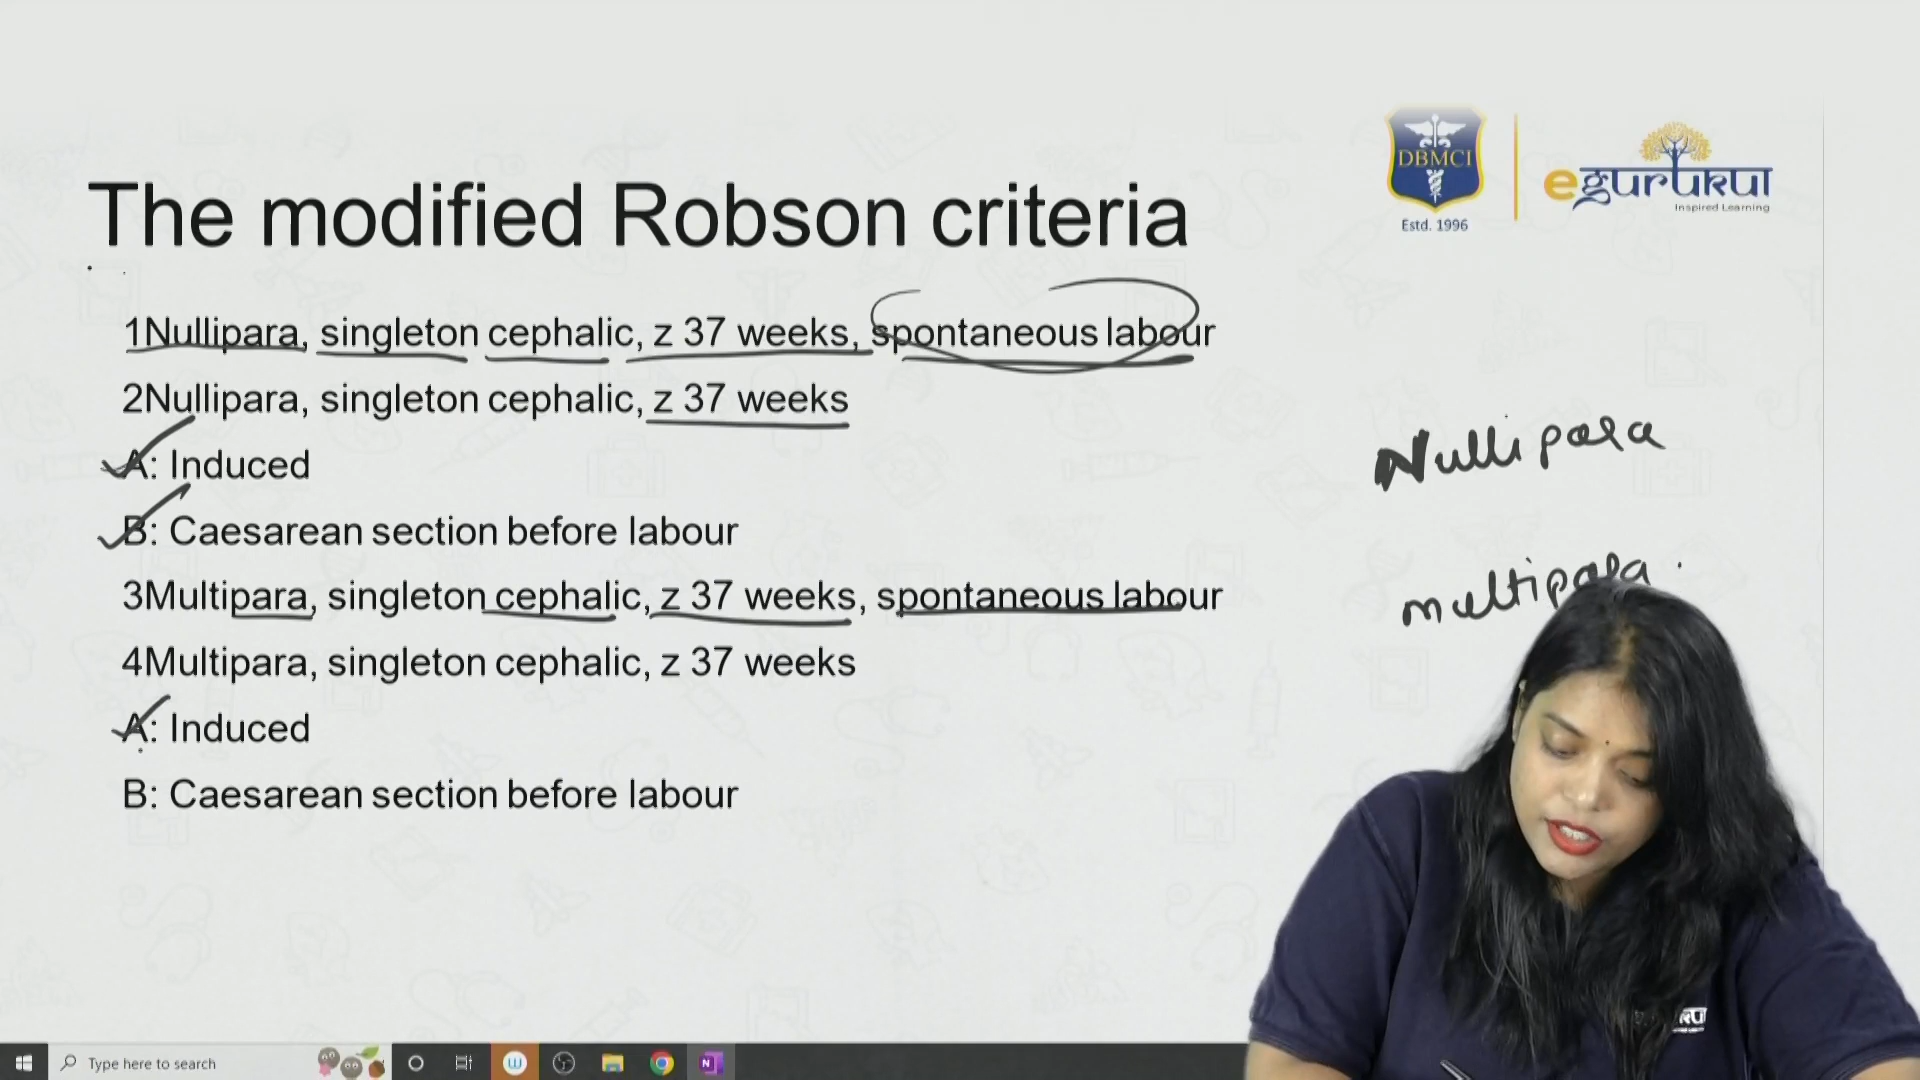 DBMCI
Estd. 1996
eGURUKUL
Inspired Learning
The modified Robson criteria
1Nullipara, singleton cephalic, z 37 weeks, spontaneous labour
2Nullipara, singleton cephalic, z 37 weeks
A: Induced
B: Caesarean section before labour
3Multipara, singleton cephalic, z 37 weeks, spontaneous labour
4Multipara, singleton cephalic, z 37 weeks
A: Induced
B: Caesarean section before labour
Nullipara
multipara
Type here to search